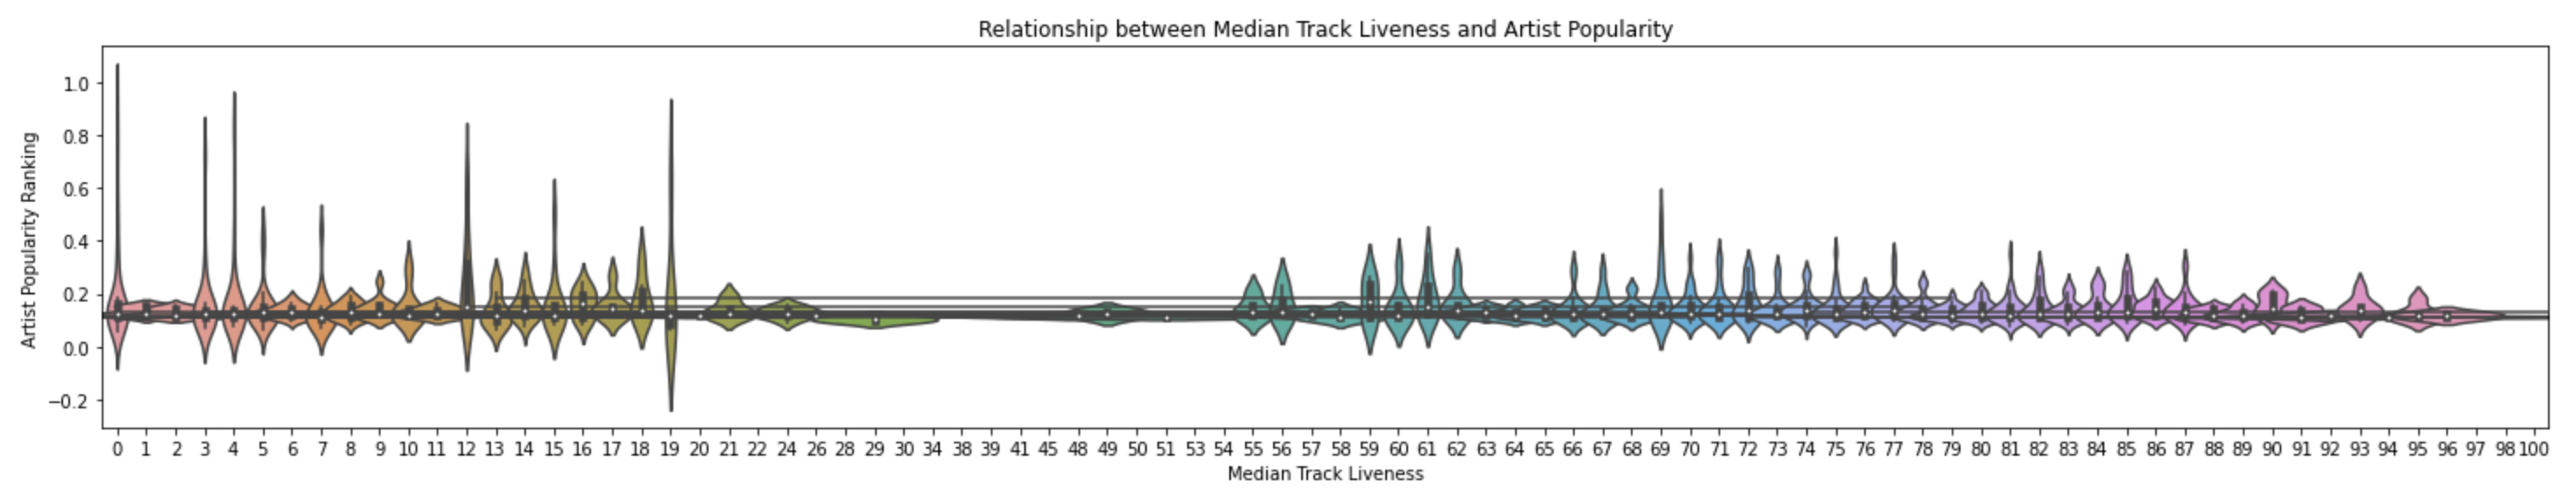 Relationship between Median Track Liveness and Artist Popularity
Artist Popularity Ranking
1.0
0.8
0.6
0.4
0.2
0.0
−0.2
0 1 2 3 4 5 6 7 8 9 10 11 12 13 14 15 16 17 18 19 20 21 22 24 26 28 29 30 34 38 39 41 45 48 49 50 51 53 54 55 56 57 58 59 60 61 62 63 64 65 66 67 68 69 70 71 72 73 74 75 76 77 78 79 80 81 82 83 84 85 86 87 88 89 90 91 92 93 94 95 96 97 98 100
Median Track Liveness